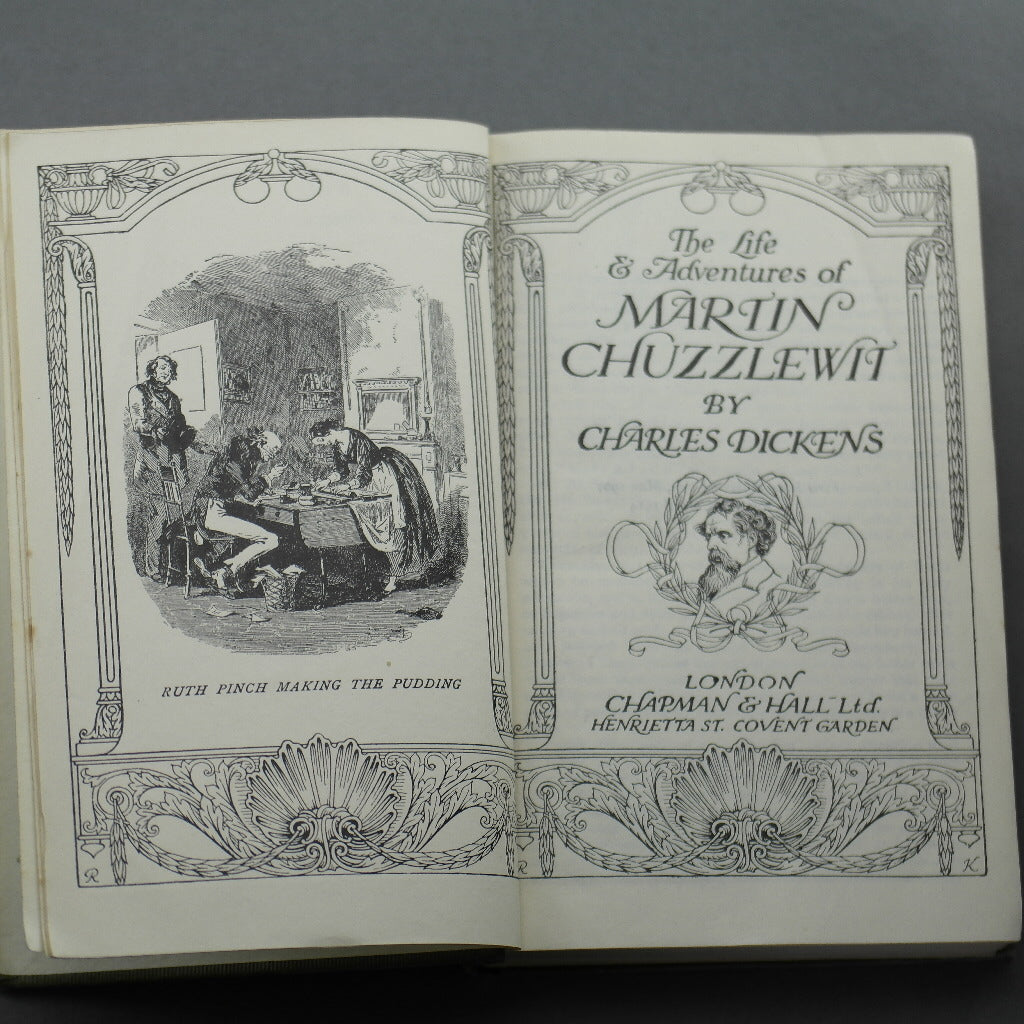 RUTH PINCH MAKING THE PUDDING
R
The Life
& Adventures of
MARTIN
CHUZZLEWIT
BY
CHARLES DICKENS
LONDON
CHAPMAN & HALL Ltd.
HENRIETTA ST. COVENT GARDEN
R K